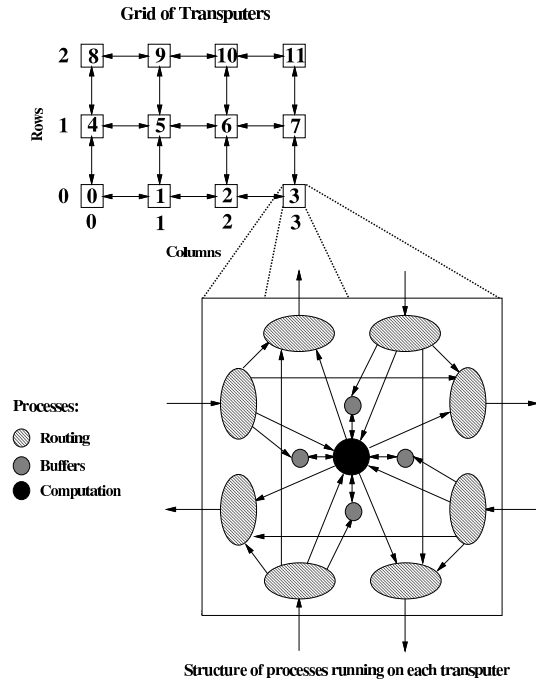 Grid of Transputers
2 8 9 10 11
Rows
1 4 5 6 7
0 0 1 2 3
0 1 2 3
Columns
Processes:
Routing
Buffers
Computation
Structure of processes running on each transputer